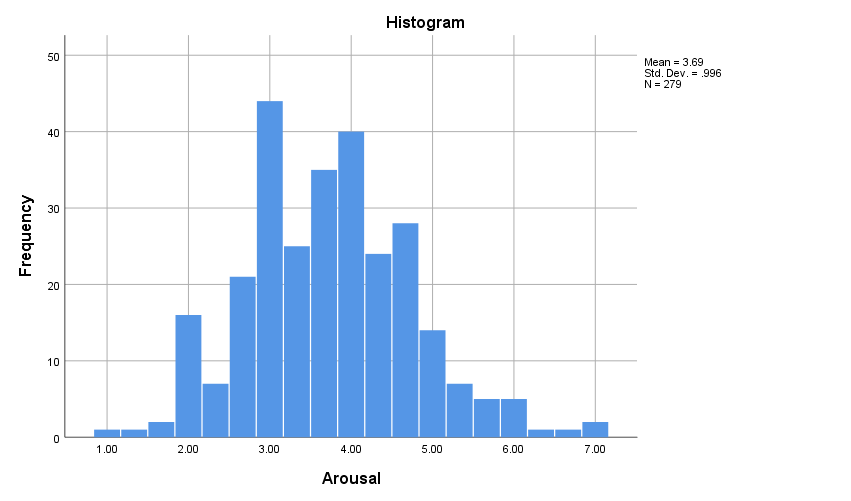 Histogram
Mean = 3.69
Std. Dev. = .996
N = 279
50
40
30
20
10
0
Frequency
1.00 2.00 3.00 4.00 5.00 6.00 7.00
Arousal